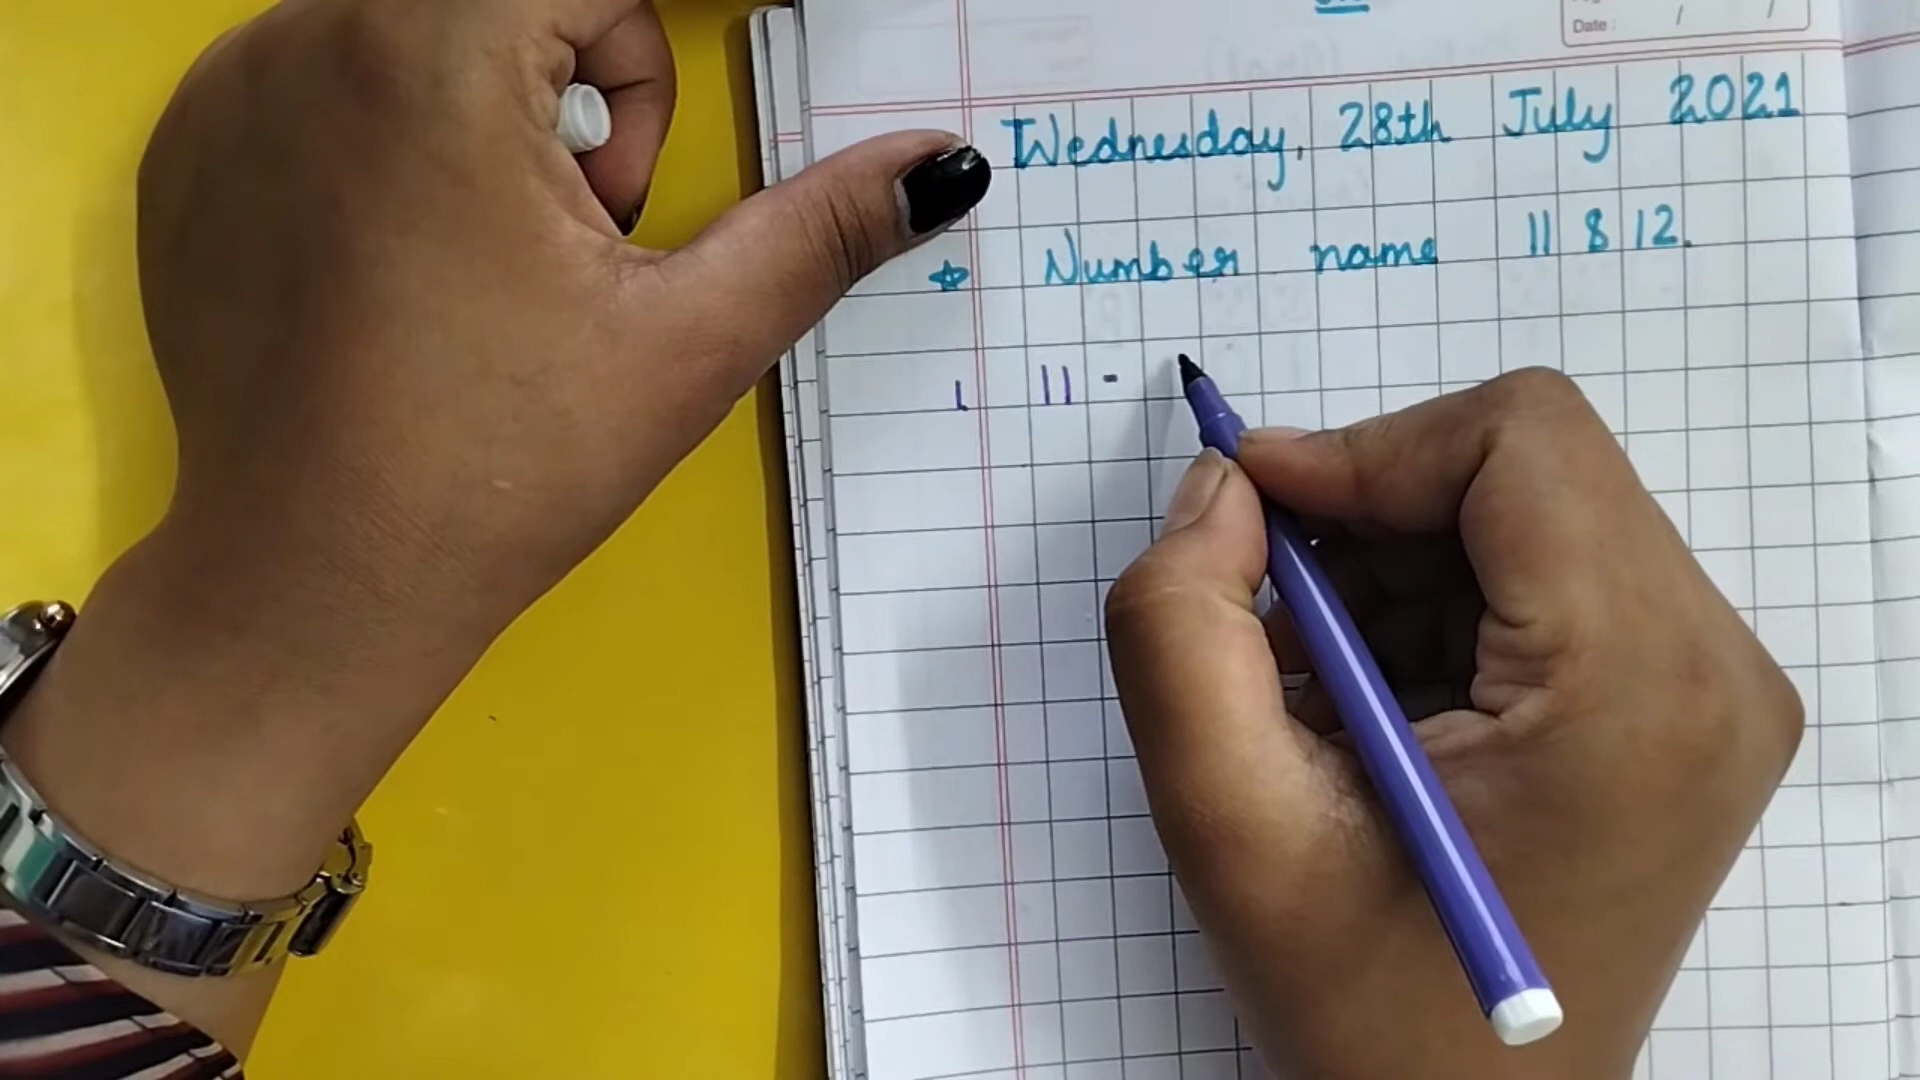 Date : / /
Wednesday, 28th July 2021
☆ Number name 11 & 12.
1. 11 -